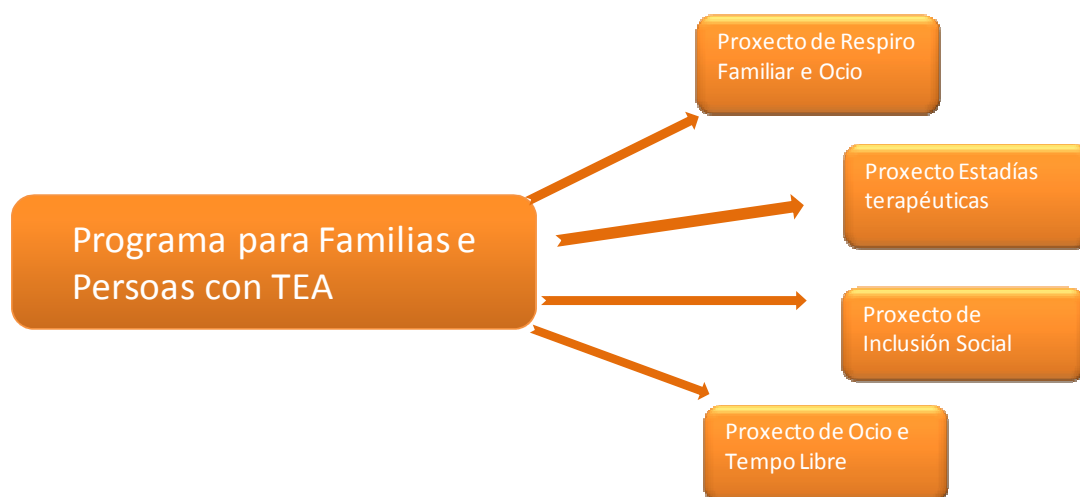 Proxecto de Respiro
Familiar e Ocio
Proxecto Estadías
terapéuticas
Programa para Familias e
Persoas con TEA
Proxecto de
Inclusión Social
Proxecto de Ocio e
Tempo Libre